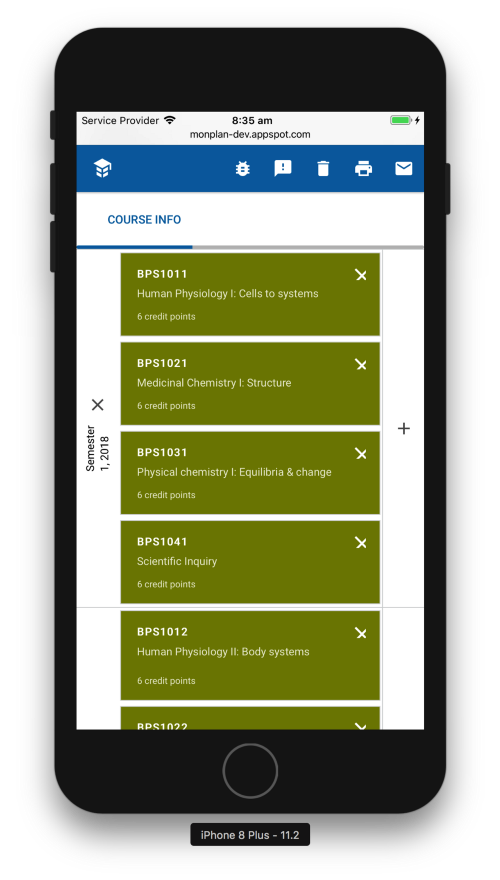 Service Provider 8:35 am
monplan-dev.appspot.com
COURSE INFO
BPS1011
Human Physiology I: Cells to systems
6 credit points
BPS1021
Medicinal Chemistry I: Structure
6 credit points
Semester
1, 2018
BPS1031
Physical chemistry I: Equilibria & change
6 credit points
BPS1041
Scientific Inquiry
6 credit points
BPS1012
Human Physiology II: Body systems
6 credit points
BPS1022
iPhone 8 Plus - 11.2